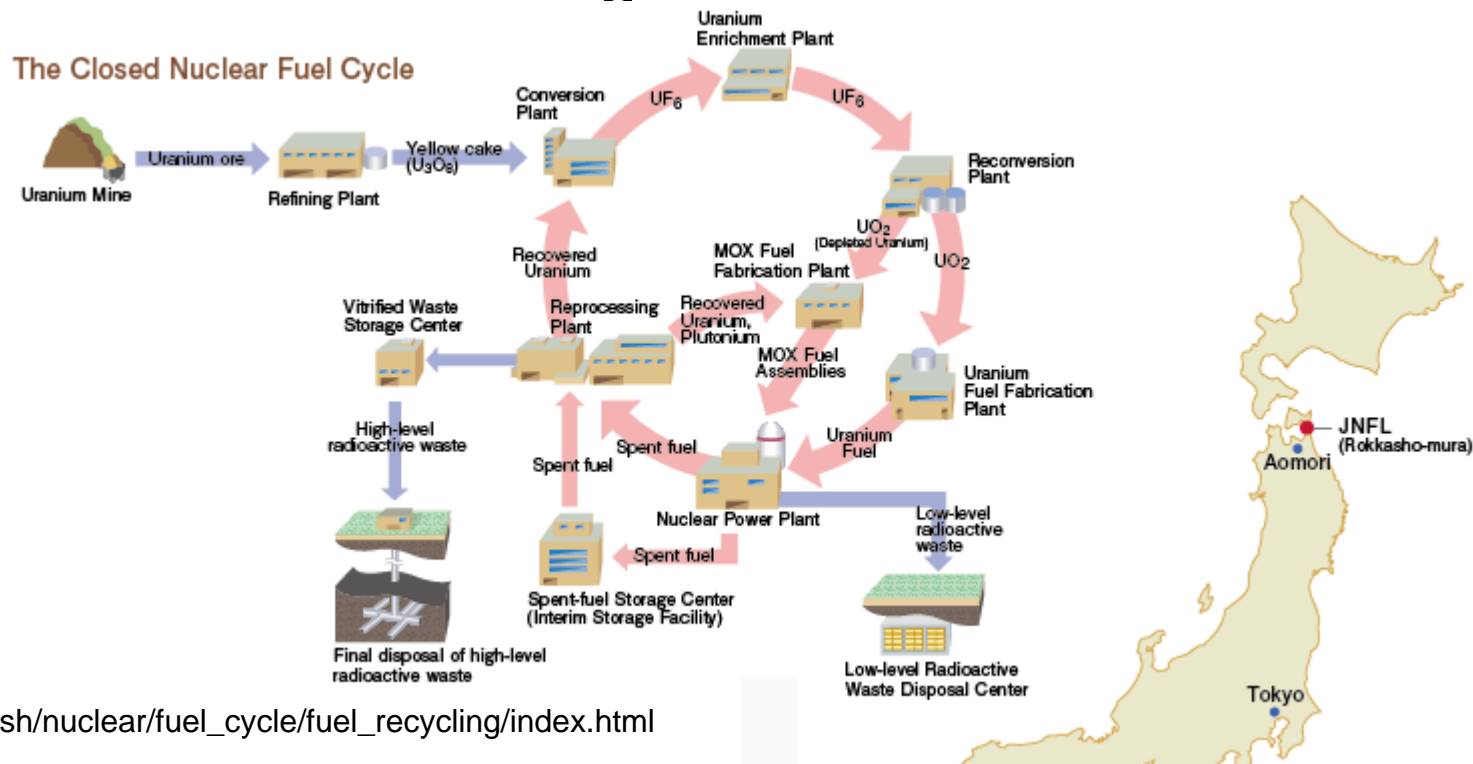 The Closed Nuclear Fuel Cycle
Uranium
Enrichment Plant
Conversion
Plant
UF6
UF6
Uranium ore
Yellow cake
(U3O8)
Reconversion
Plant
Uranium Mine
Refining Plant
UO2
(Depleted Uranium)
UO2
MOX Fuel
Fabrication Plant
Recovered
Uranium
Vitrified Waste
Storage Center
Reprocessing
Plant
Recovered
Uranium,
Plutonium
MOX Fuel
Assemblies
Uranium
Fuel Fabrication
Plant
High-level
radioactive waste
Spent fuel
Spent fuel
Uranium
Fuel
JNFL
(Rokkasho-mura)
Aomori
Nuclear Power Plant
Low-level
radioactive
waste
Spent fuel
Spent-fuel Storage Center
(Interim Storage Facility)
Final disposal of high-level
radioactive waste
Low-level Radioactive
Waste Disposal Center
Tokyo
sh/nuclear/fuel_cycle/fuel_recycling/index.html